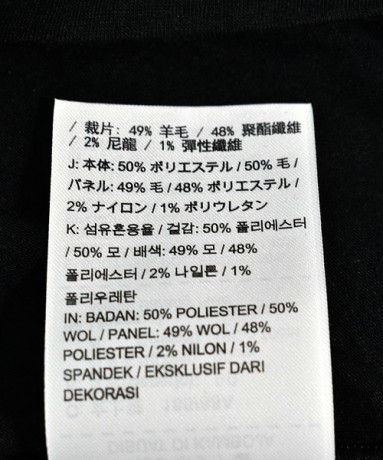 / 裁片: 49% 羊毛 / 48% 聚酯纖維
/ 2% 尼龍 / 1% 彈性纖維
J: 本体: 50% ポリエステル / 50% 毛 /
パネル: 49% 毛 / 48% ポリエステル /
2% ナイロン / 1% ポリウレタン
K: 섬유혼용율 / 겉감: 50% 폴리에스터
/ 50% 모 / 배색: 49% 모 / 48%
폴리에스터 / 2% 나일론 / 1%
폴리우레탄
IN: BADAN: 50% POLIESTER / 50%
WOL / PANEL: 49% WOL / 48%
POLIESTER / 2% NILON / 1%
SPANDEK / EKSKLUSIF DARI
DEKORASI